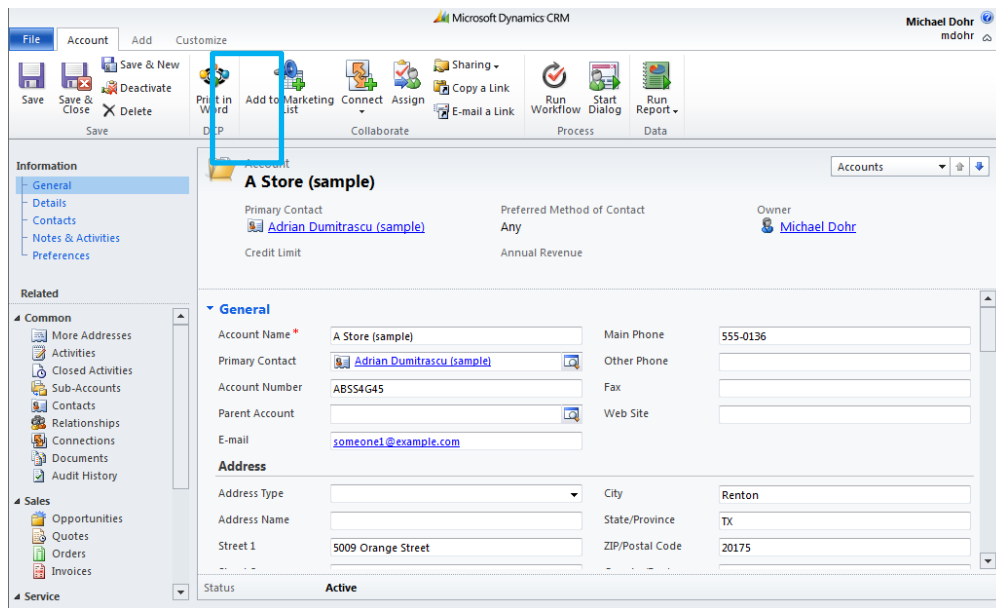 Microsoft Dynamics CRM
Michael Dohr
mdohr
File Account Add Customize
Save
Save & Close
Save & New
Deactivate
Delete
Save
Print in Word
Add to Marketing List
Connect
Assign
Sharing
Copy a Link
E-mail a Link
Collaborate
Run Workflow
Start Dialog
Process
Run Report
Data
Information
General
Details
Contacts
Notes & Activities
Preferences
Related
Common
More Addresses
Activities
Closed Activities
Sub-Accounts
Contacts
Relationships
Connections
Documents
Audit History
Sales
Opportunities
Quotes
Orders
Invoices
Service
Account
Accounts
A Store (sample)
Primary Contact
Adrian Dumitrascu (sample)
Preferred Method of Contact
Any
Owner
Michael Dohr
Credit Limit
Annual Revenue
General
Account Name * A Store (sample) Main Phone 555-0136
Primary Contact Adrian Dumitrascu (sample) Other Phone
Account Number ABSS4G45 Fax
Parent Account Web Site
E-mail someone1@example.com
Address
Address Type City Renton
Address Name State/Province TX
Street 1 5009 Orange Street ZIP/Postal Code 20175
Status Active